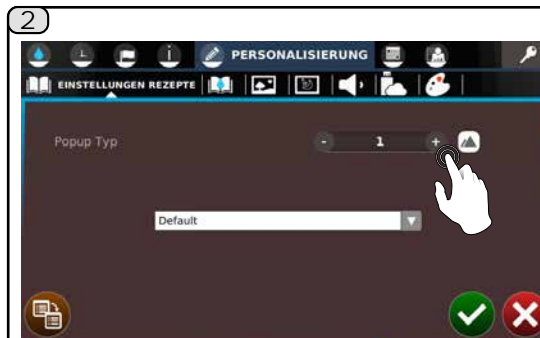 2
PERSONALISIERUNG
EINSTELLUNGEN REZEPTE
Popup Typ - 1 +
Default